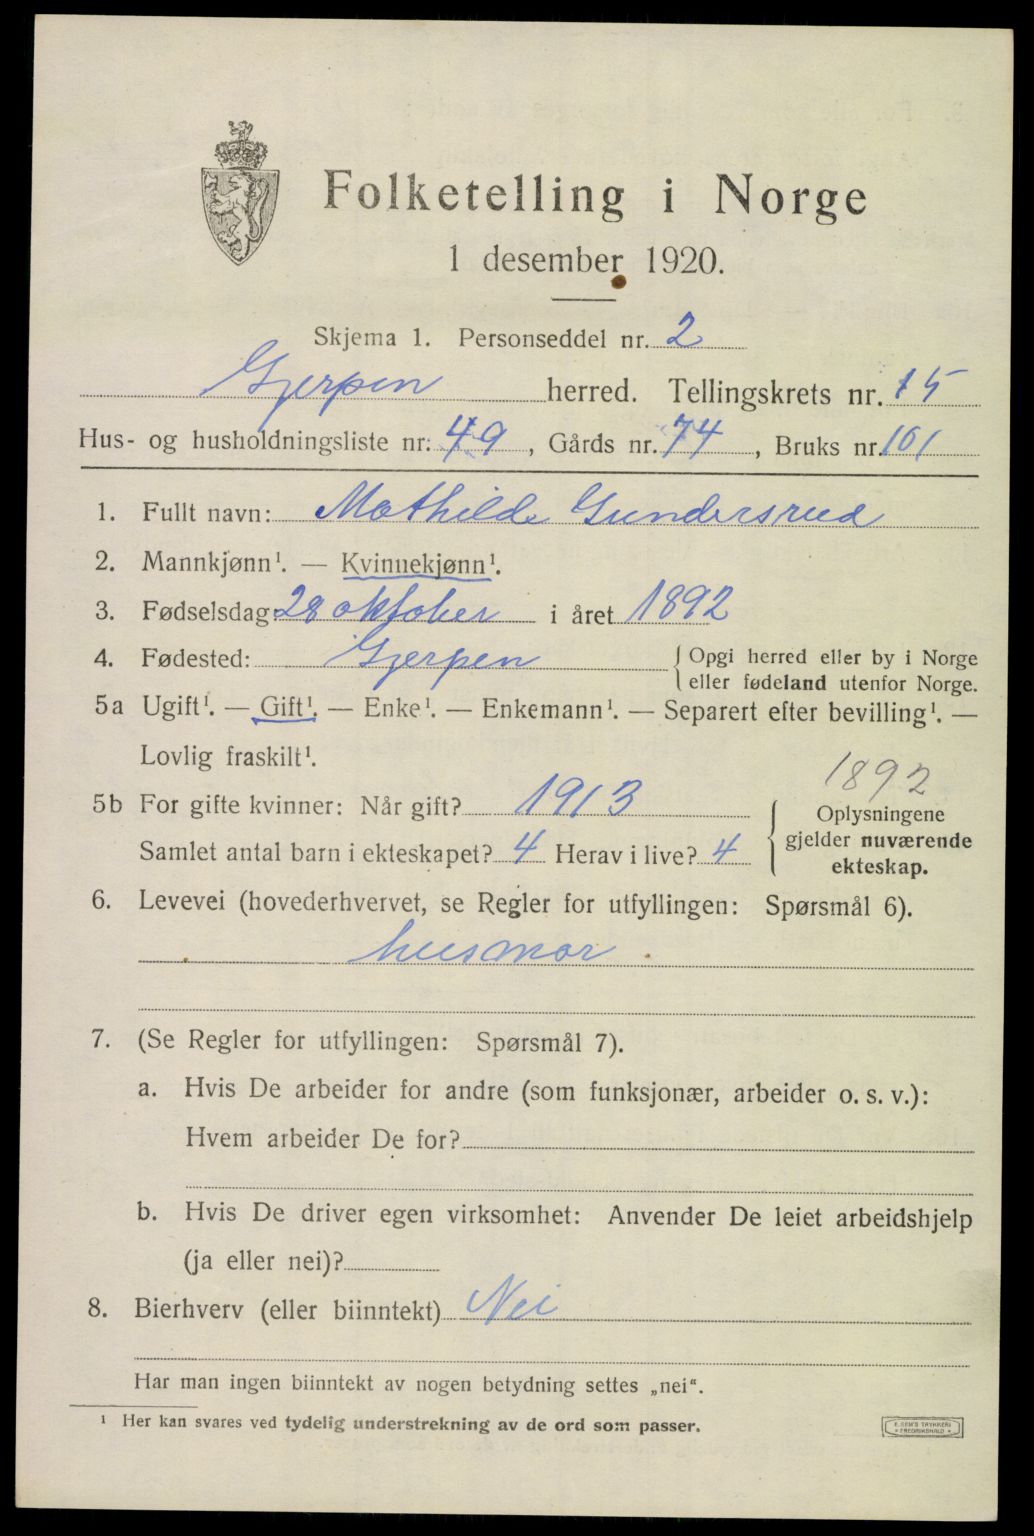 Folketelling i Norge
1 desember 1920.
Skjema 1. Personseddel nr. 2
Gjerpen herred. Tellingskrets nr. 15
Hus- og husholdningsliste nr. 49, Gårds nr. 74, Bruks nr. 101
1. Fullt navn: Mathilde Gundersrud
2. Mannkjønn¹. — Kvinnekjønn¹.
3. Fødselsdag 28 oktober i året 1892
4. Fødested: Gjerpen { Opgi herred eller by i Norge
eller fødeland utenfor Norge.
5a Ugift¹. — Gift¹. — Enke¹. — Enkemann¹. — Separert efter bevilling¹. —
Lovlig fraskilt¹.
1892
5b For gifte kvinner: Når gift? 1913
Samlet antal barn i ekteskapet? 4 Herav i live? 4
{ Oplysningene
gjelder nuværende
ekteskap.
6. Levevei (hovederhvervet, se Regler for utfyllingen: Spørsmål 6).
husmor
7. (Se Regler for utfyllingen: Spørsmål 7).
a. Hvis De arbeider for andre (som funksjonær, arbeider o. s. v.):
Hvem arbeider De for?
b. Hvis De driver egen virksomhet: Anvender De leiet arbeidshjelp
(ja eller nei)?
8. Bierhverv (eller biinntekt) Nei
Har man ingen biinntekt av nogen betydning settes „nei“.
¹ Her kan svares ved tydelig understrekning av de ord som passer.
E. SEM'S TRYKKERI
FREDRIKSHALD